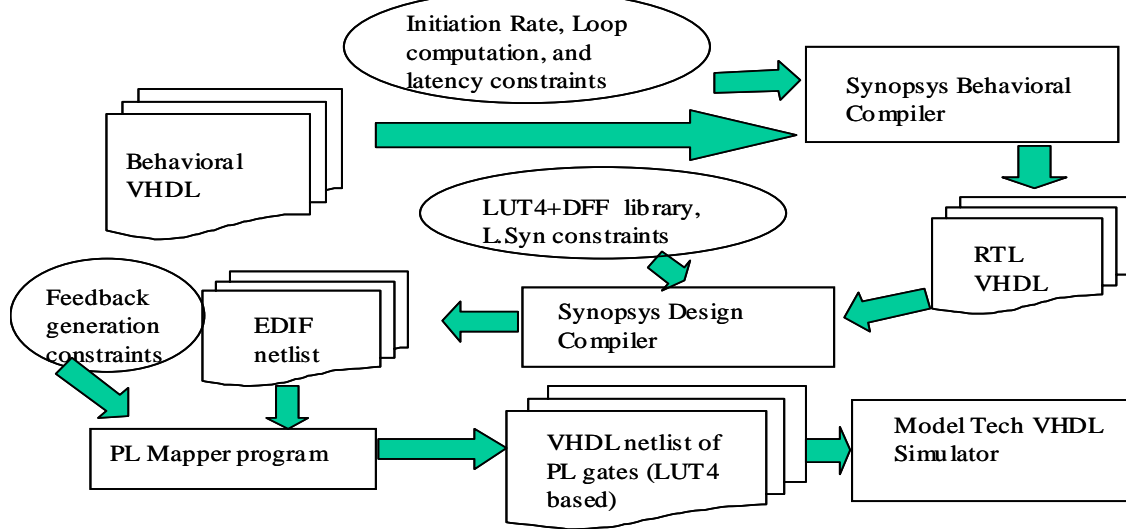 Initiation Rate, Loop
computation, and
latency constraints
Synopsys Behavioral
Compiler
Behavioral
VHDL
LUT4+DFF library,
L.Syn constraints
RTL
VHDL
Feedback
generation
constraints
EDIF
netlist
Synopsys Design
Compiler
PL Mapper program
VHDL netlist of
PL gates (LUT4
based)
Model Tech VHDL
Simulator